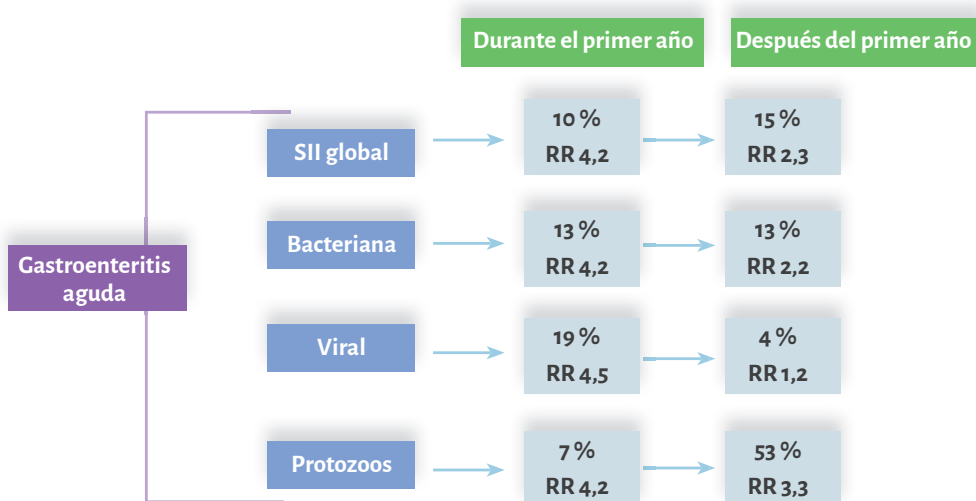 Durante el primer año
Después del primer año
Gastroenteritis
aguda
SII global
10 %
RR 4,2
15 %
RR 2,3
Bacteriana
13 %
RR 4,2
13 %
RR 2,2
Viral
19 %
RR 4,5
4 %
RR 1,2
Protozoos
7 %
RR 4,2
53 %
RR 3,3